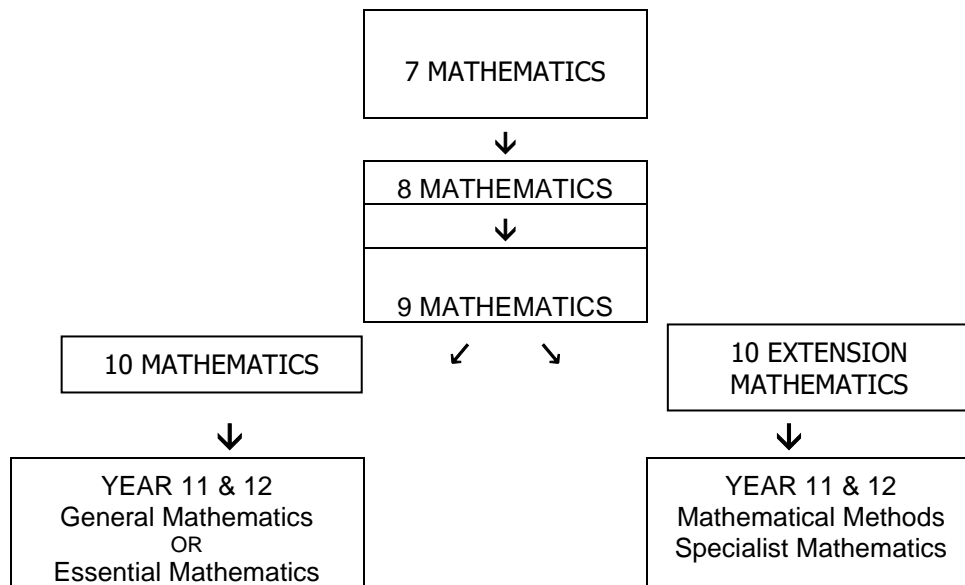 7 MATHEMATICS
8 MATHEMATICS
9 MATHEMATICS
10 MATHEMATICS
10 EXTENSION
MATHEMATICS
YEAR 11 & 12
General Mathematics
OR
Essential Mathematics
YEAR 11 & 12
Mathematical Methods
Specialist Mathematics